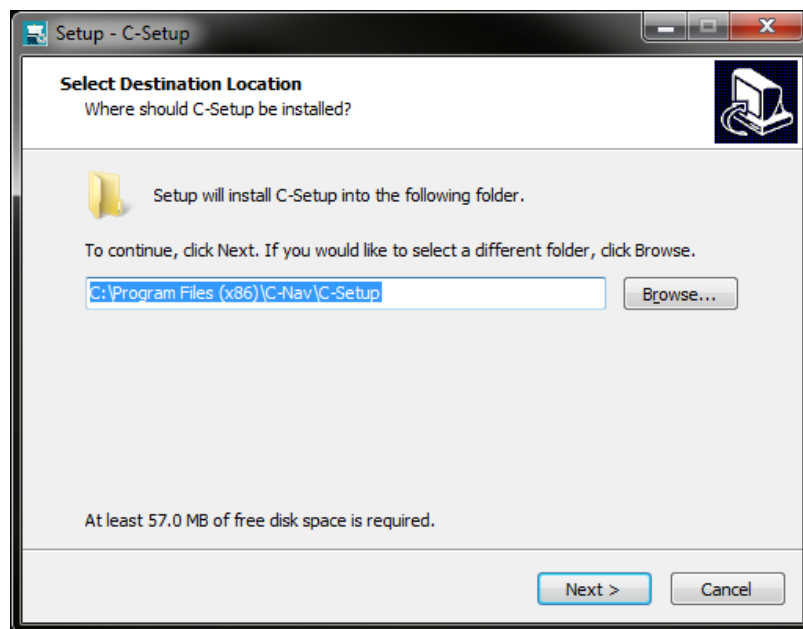 Setup - C-Setup
Select Destination Location
Where should C-Setup be installed?
Setup will install C-Setup into the following folder.
To continue, click Next. If you would like to select a different folder, click Browse.
C:\Program Files (x86)\C-Nav\C-Setup
Browse...
At least 57.0 MB of free disk space is required.
Next >
Cancel